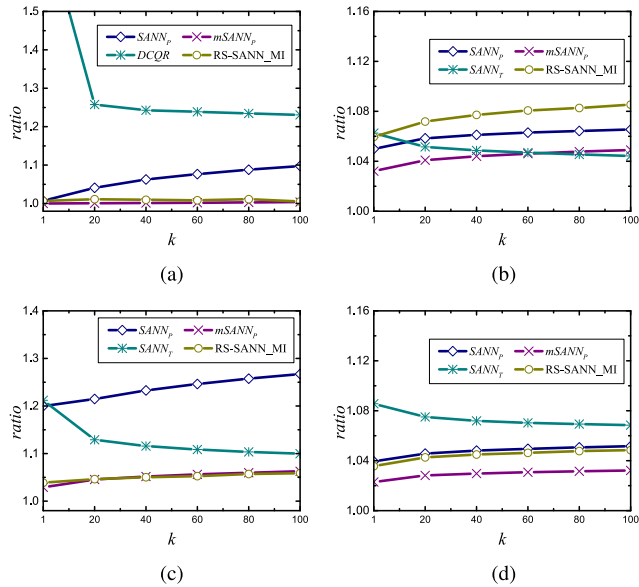 1.5
1.4
1.3
1.2
1.1
1.0
ratio
SANN_P mSANN_P
DCQR RS-SANN_MI
1 20 40 60 80 100
k
(a)
1.16
1.12
1.08
1.04
1.00
ratio
SANN_P mSANN_P
SANN_T RS-SANN_MI
1 20 40 60 80 100
k
(b)
1.4
1.3
1.2
1.1
1.0
ratio
SANN_P mSANN_P
SANN_T RS-SANN_MI
1 20 40 60 80 100
k
(c)
1.16
1.12
1.08
1.04
1.00
ratio
SANN_P mSANN_P
SANN_T RS-SANN_MI
1 20 40 60 80 100
k
(d)